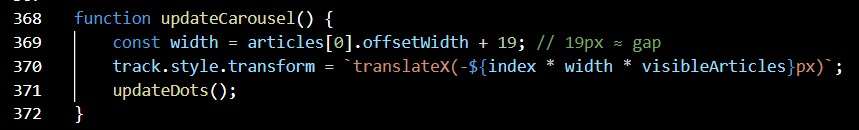 368 function updateCarousel() {
369 const width = articles[0].offsetWidth + 19; // 19px ≈ gap
370 track.style.transform = `translateX(-${index * width * visibleArticles}px)`;
371 updateDots();
372 }